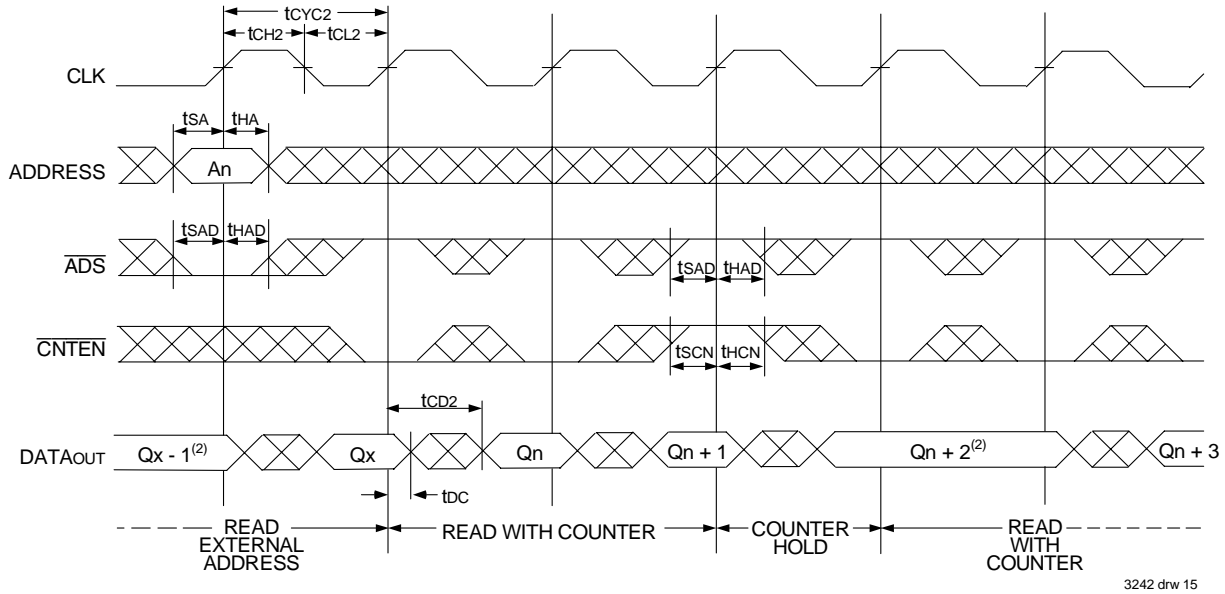 tCYC2
tCH2 tCL2
CLK
tSA tHA
ADDRESS An
tSAD tHAD
ADS tSAD tHAD
CNTEN tSCN tHCN
tCD2
DATAOUT Qx - 1(2) Qx Qn Qn + 1 Qn + 2(2) Qn + 3
tDC
READ EXTERNAL ADDRESS
READ WITH COUNTER
COUNTER HOLD
READ WITH COUNTER
3242 drw 15